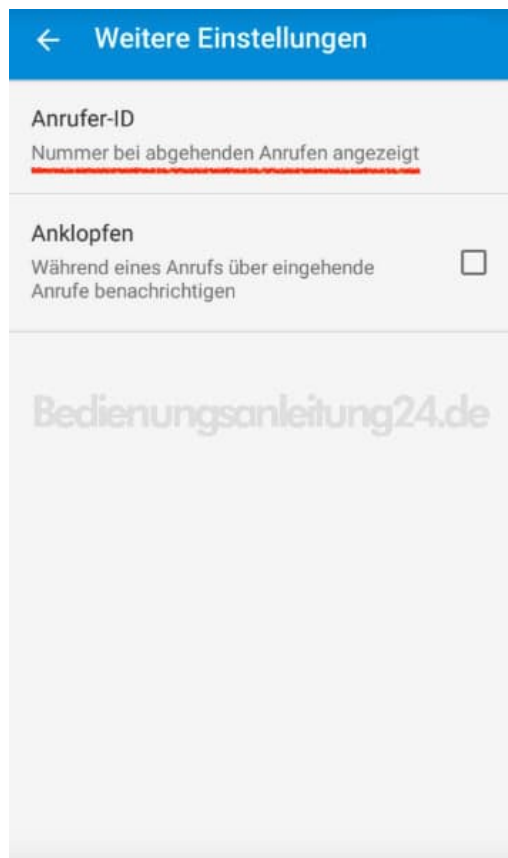 Weitere Einstellungen
Anrufer-ID
Nummer bei abgehenden Anrufen angezeigt
Anklopfen
Während eines Anrufs über eingehende
Anrufe benachrichtigen
Bedienungsanleitung24.de